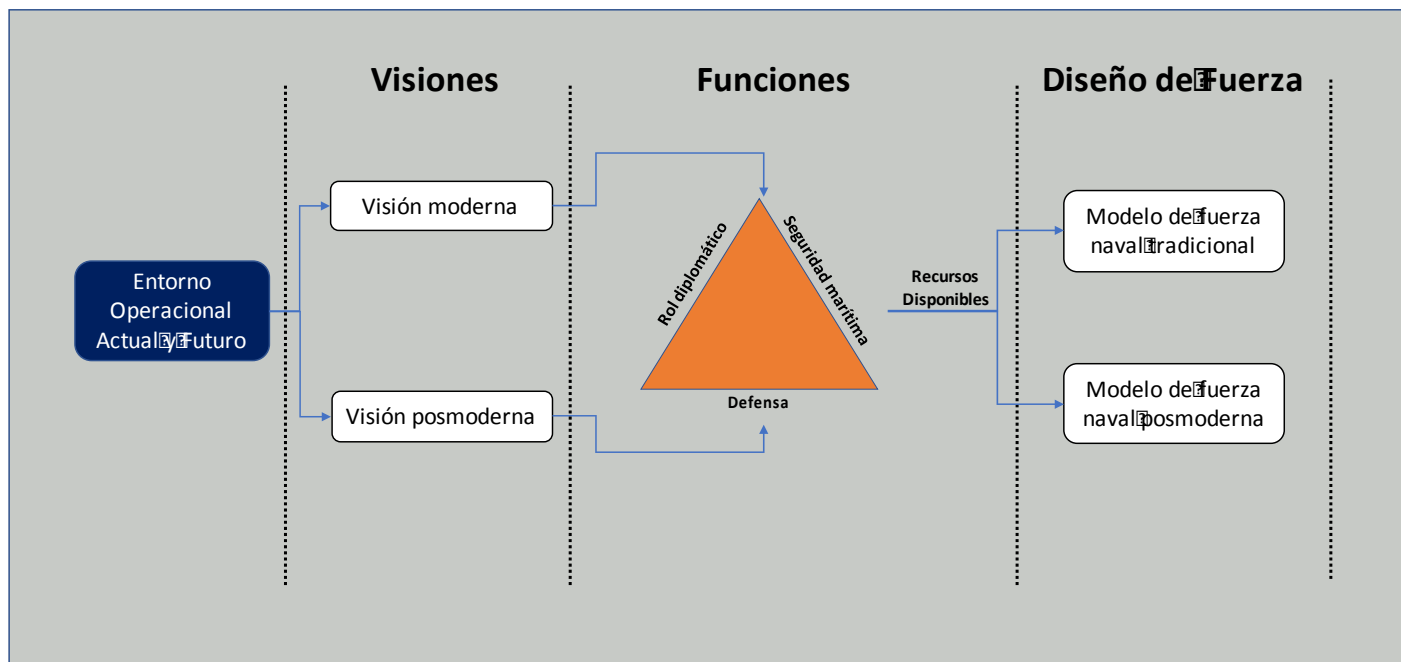 Visiones
Funciones
Diseño de Fuerza
Visión moderna
Modelo de fuerza
naval tradicional
Rol diplomático
Seguridad marítima
Entorno
Operacional
Actual y Futuro
Recursos
Disponibles
Visión posmoderna
Defensa
Modelo de fuerza
naval posmoderna